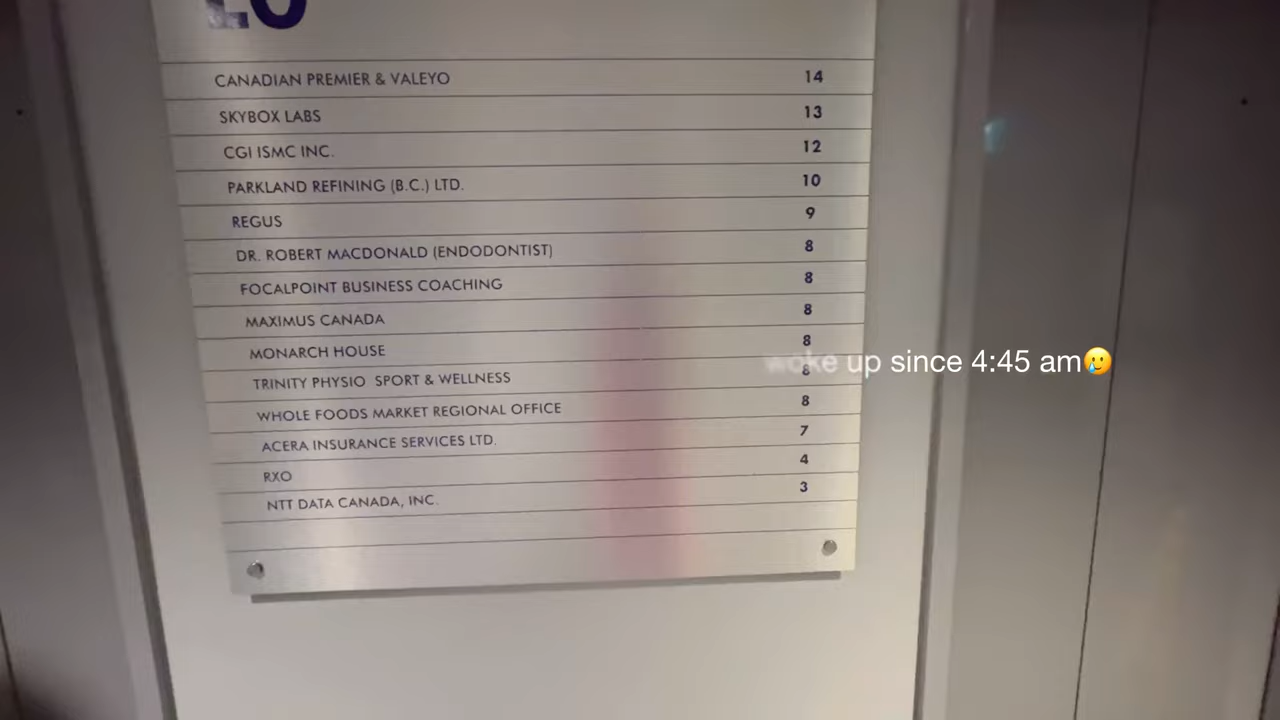 CANADIAN PREMIER & VALEYO 14
SKYBOX LABS 13
CGI ISMC INC. 12
PARKLAND REFINING (B.C.) LTD. 10
REGUS 9
DR. ROBERT MACDONALD (ENDODONTIST) 8
FOCALPOINT BUSINESS COACHING 8
MAXIMUS CANADA 8
MONARCH HOUSE 8
TRINITY PHYSIO SPORT & WELLNESS 8
WHOLE FOODS MARKET REGIONAL OFFICE 8
ACERA INSURANCE SERVICES LTD. 7
RXO 4
NTT DATA CANADA, INC. 3
woke up since 4:45 am🥲